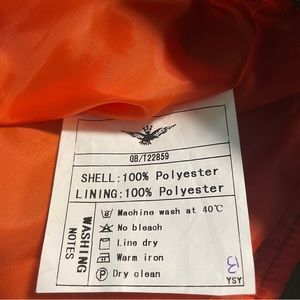 GB/T22859
SHELL:100% Polyester
LINING:100% Polyester
WASHING
NOTES
Machine wash at 40℃
No bleach
Line dry
Warm iron
P Dry clean
13
YSY